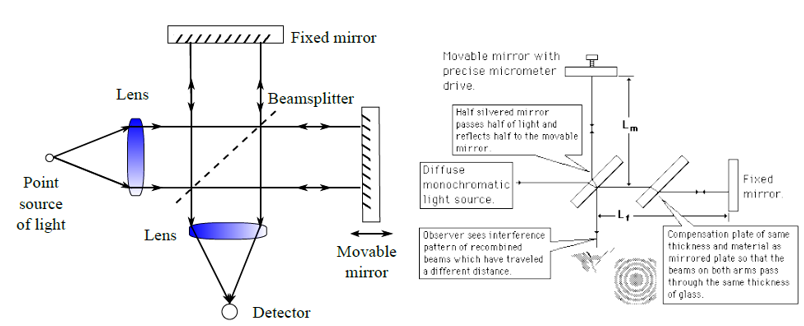 Fixed mirror
Lens
Beamsplitter
Point
source
of light
Lens
Movable
mirror
Detector
Movable mirror with
precise micrometer
drive.
Half silvered mirror
passes half of light and
reflects half to the movable
mirror.
Lm
Diffuse
monochromatic
light source.
Fixed
mirror.
Lf
Observer sees interference
pattern of recombined
beams which have traveled
a different distance.
Compensation plate of same
thickness and material as
mirrored plate so that the
beams on both arms pass
through the same thickness
of glass.